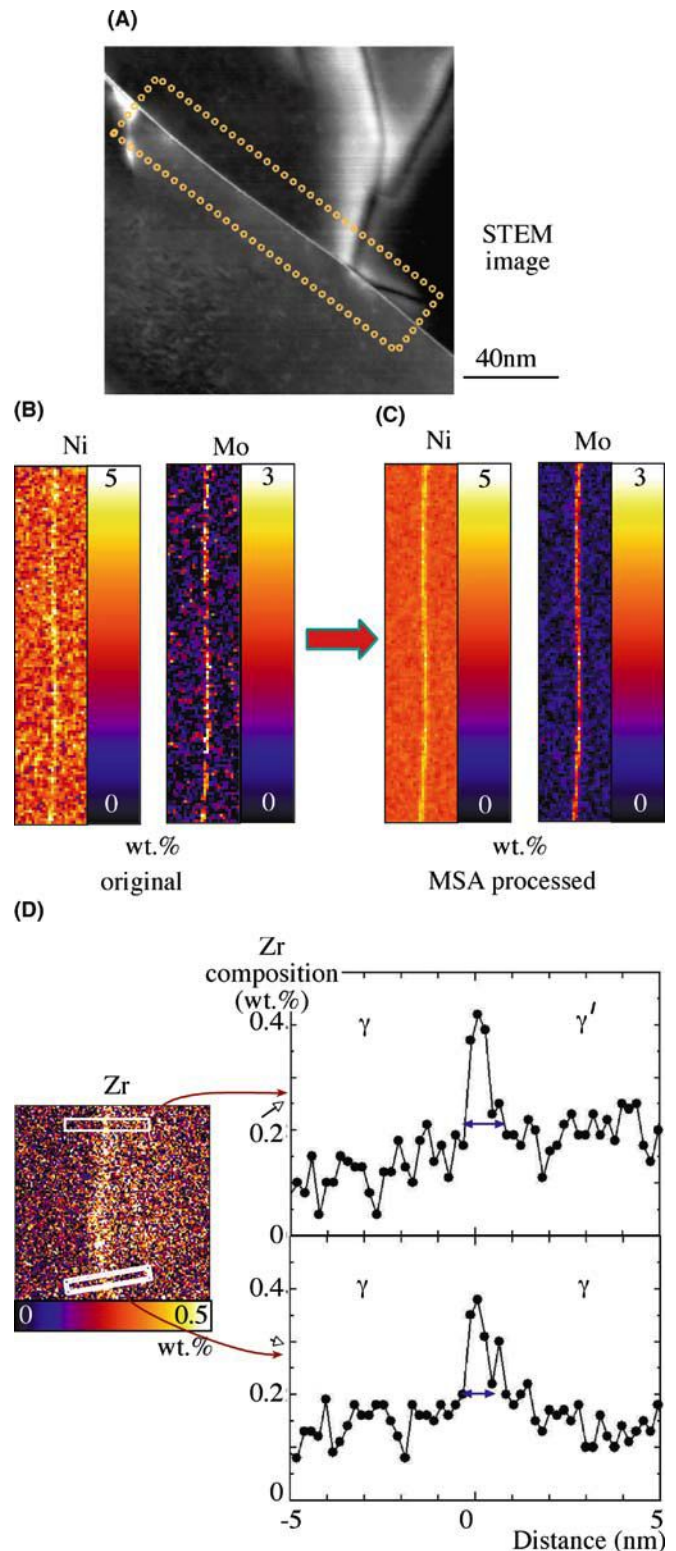 (A)
STEM
image
40nm
(B)
(C)
Ni
Mo
Ni
Mo
5
3
5
3
0
0
0
0
wt.%
wt.%
original
MSA processed
(D)
Zr
composition
(wt.%)
γ
γ′
0.4
Zr
0.2
0
γ
γ
0
0.5
0.4
wt.%
0.2
0
-5
0
5
Distance (nm)